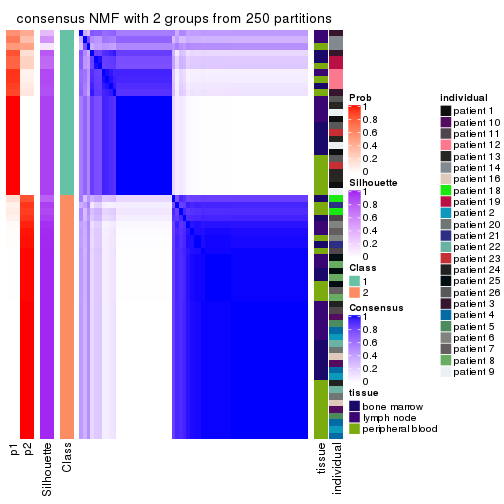 consensus NMF with 2 groups from 250 partitions
Prob
1
0.8
0.6
0.4
0.2
0
Silhouette
1
0.8
0.6
0.4
0.2
0
Class
1
2
Consensus
1
0.8
0.6
0.4
0.2
0
tissue
bone marrow
lymph node
peripheral blood
individual
patient 1
patient 10
patient 11
patient 12
patient 13
patient 14
patient 16
patient 18
patient 19
patient 2
patient 20
patient 21
patient 22
patient 23
patient 24
patient 25
patient 26
patient 3
patient 4
patient 5
patient 6
patient 7
patient 8
patient 9
p1
p2
Silhouette
Class
tissue
individual